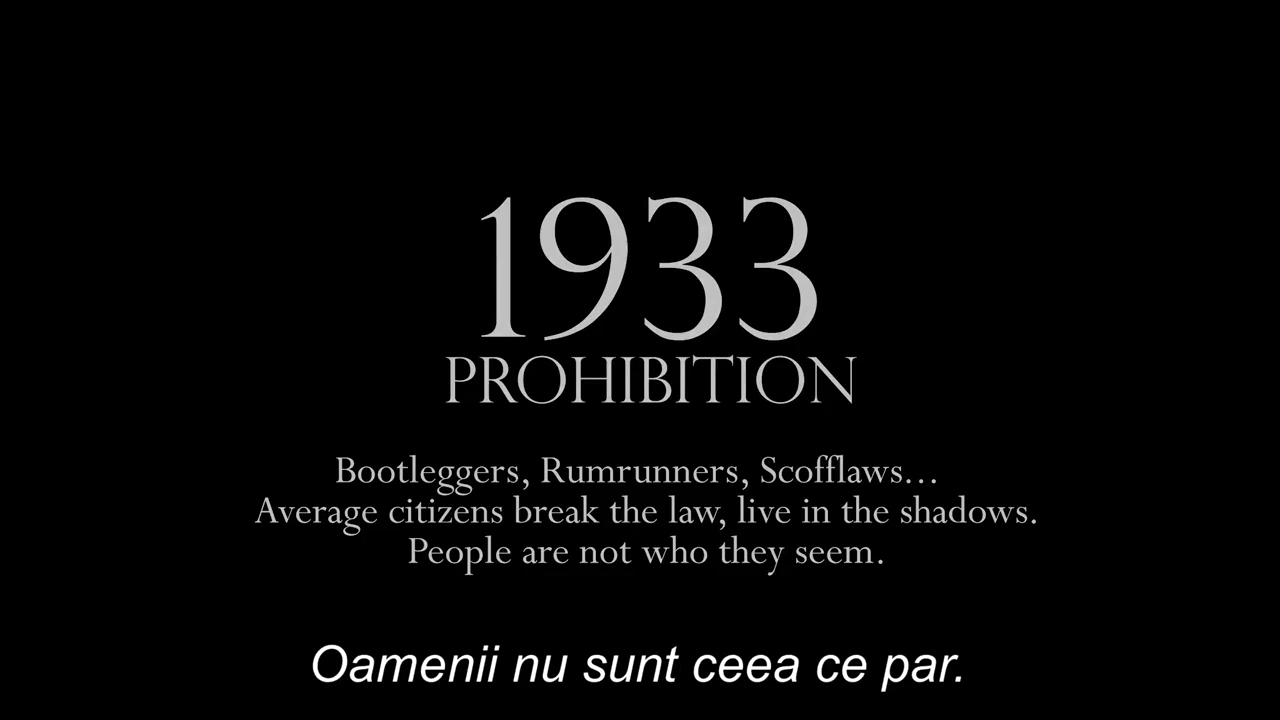 1933
PROHIBITION
Bootleggers, Rumrunners, Scofflaws...
Average citizens break the law, live in the shadows.
People are not who they seem.
Oamenii nu sunt ceea ce par.